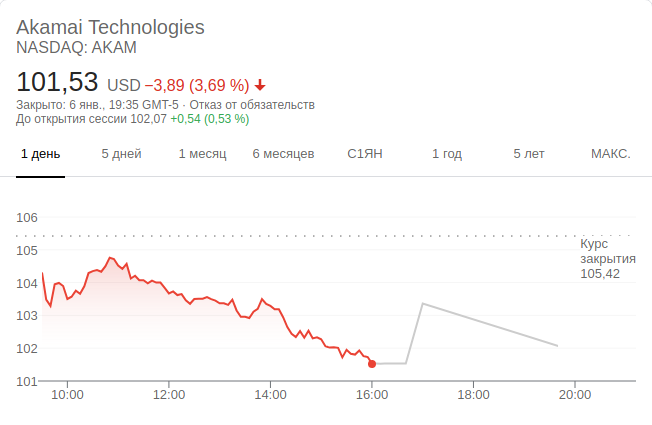 Akamai Technologies
NASDAQ: AKAM
101,53 USD −3,89 (3,69 %)
Закрыто: 6 янв., 19:35 GMT-5 · Отказ от обязательств
До открытия сессии 102,07 +0,54 (0,53 %)
1 день 5 дней 1 месяц 6 месяцев С1ЯН 1 год 5 лет МАКС.
106
Курс
закрытия
105,42
105
104
103
102
101
10:00 12:00 14:00 16:00 18:00 20:00